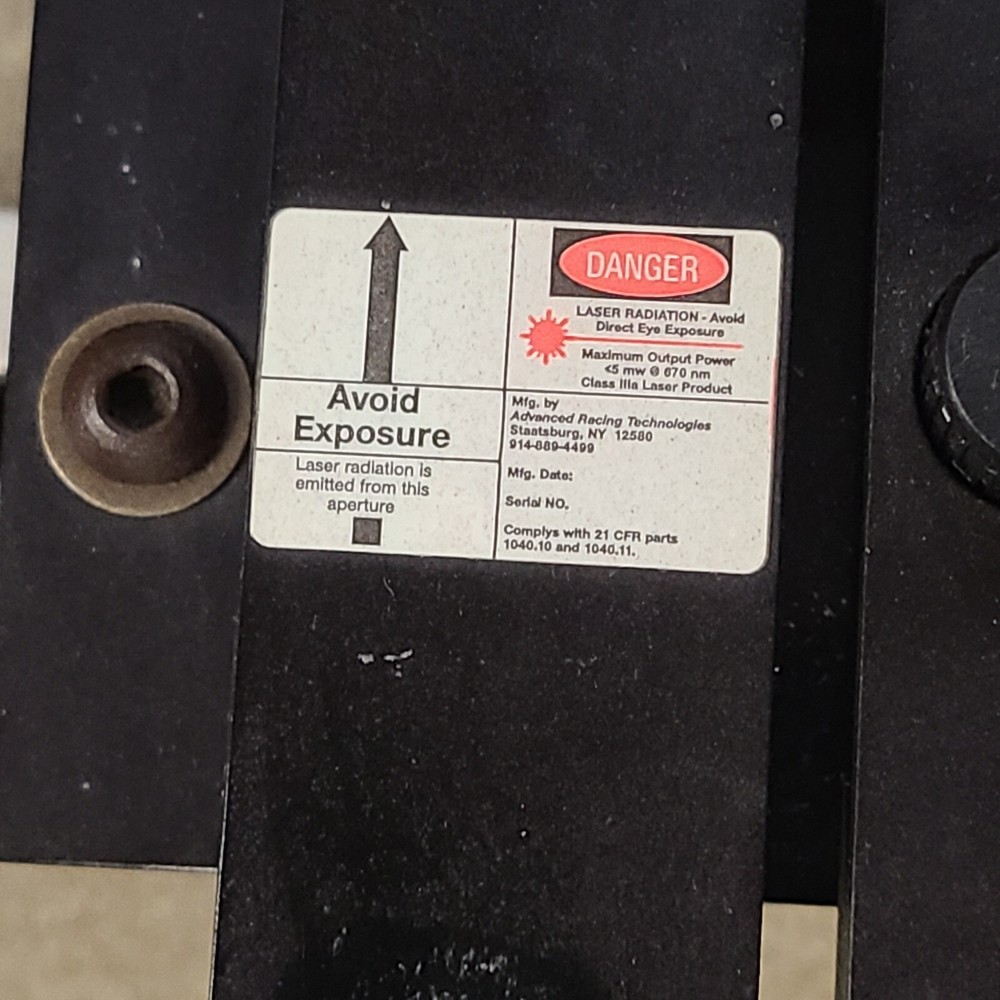 Avoid
Exposure
Laser radiation is
emitted from this
aperture
DANGER
LASER RADIATION - Avoid
Direct Eye Exposure
Maximum Output Power
<5 mw @ 670 nm
Class IIIa Laser Product
Mfg. by
Advanced Racing Technologies
Staatsburg, NY 12580
914-889-4499
Mfg. Date:
Serial NO.
Complys with 21 CFR parts
1040.10 and 1040.11.